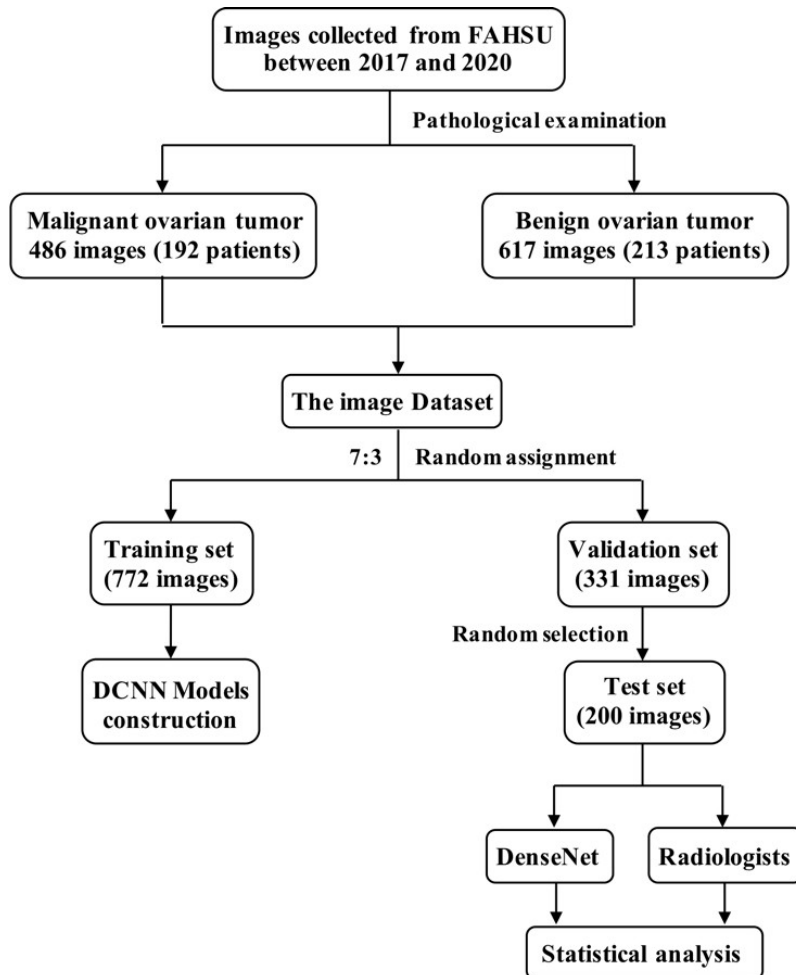 Images collected from FAHSU
between 2017 and 2020
Pathological examination
Malignant ovarian tumor
486 images (192 patients)
Benign ovarian tumor
617 images (213 patients)
The image Dataset
7:3 Random assignment
Training set
(772 images)
Validation set
(331 images)
Random selection
DCNN Models
construction
Test set
(200 images)
DenseNet
Radiologists
Statistical analysis